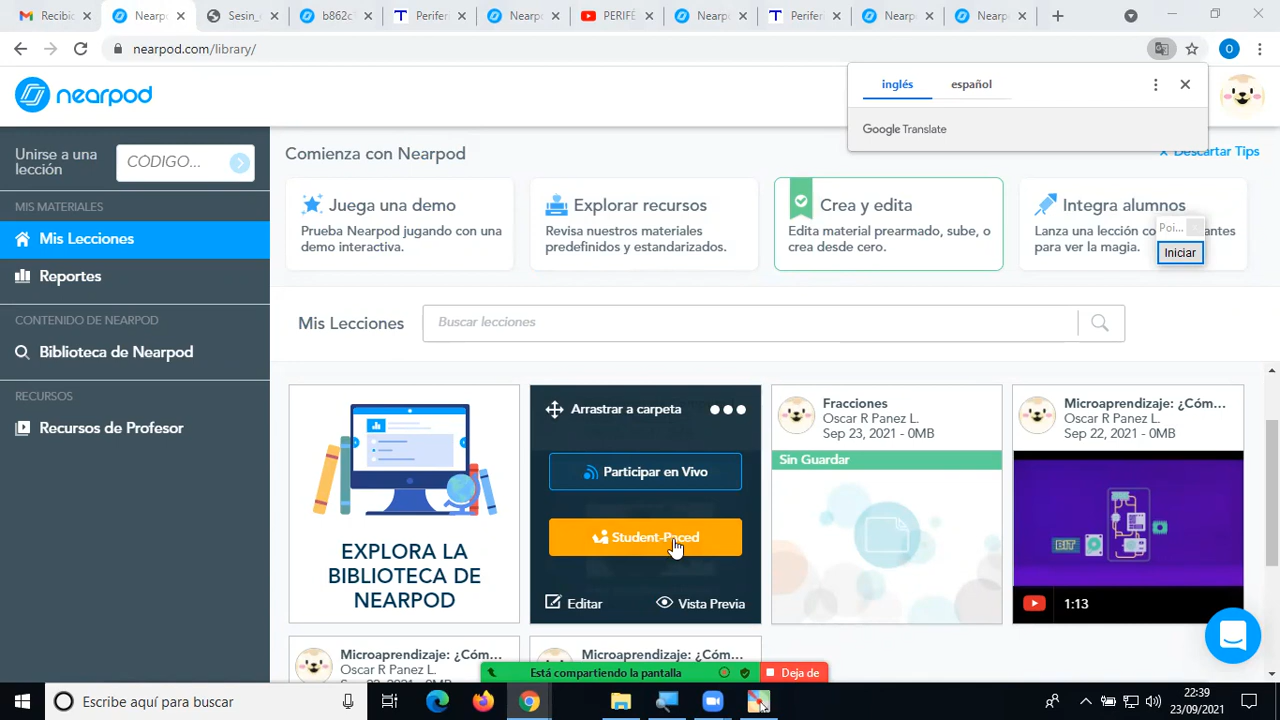 Recibic
Nearp
Sesin_
b862c
Perifer
Nearp
PERIFÉ
Nearp
Perifer
Nearp
Nearp
nearpod.com/library/
O
inglés
español
Google Translate
nearpod
Unirse a una
lección
CODIGO...
MIS MATERIALES
Mis Lecciones
Reportes
CONTENIDO DE NEARPOD
Biblioteca de Nearpod
RECURSOS
Recursos de Profesor
Comienza con Nearpod
Descartar Tips
Juega una demo
Prueba Nearpod jugando con una
demo interactiva.
Explorar recursos
Revisa nuestros materiales
predefinidos y estandarizados.
Crea y edita
Edita material prearmado, sube, o
crea desde cero.
Integra alumnos
Lanza una lección co
antes
para ver la magia.
Poi...
Iniciar
Mis Lecciones
Buscar lecciones
EXPLORA LA
BIBLIOTECA DE
NEARPOD
Arrastrar a carpeta
Participar en Vivo
Student-Paced
Editar
Vista Previa
Fracciones
Oscar R Panez L.
Sep 23, 2021 - 0MB
Sin Guardar
Microaprendizaje: ¿Cóm...
Oscar R Panez L.
Sep 22, 2021 - 0MB
BIT
1:13
Microaprendizaje: ¿Cóm...
Oscar R Panez L.
Microaprendizaje: ¿Cóm...
Está compartiendo la pantalla
Deja de
Escribe aquí para buscar
22:39
23/09/2021